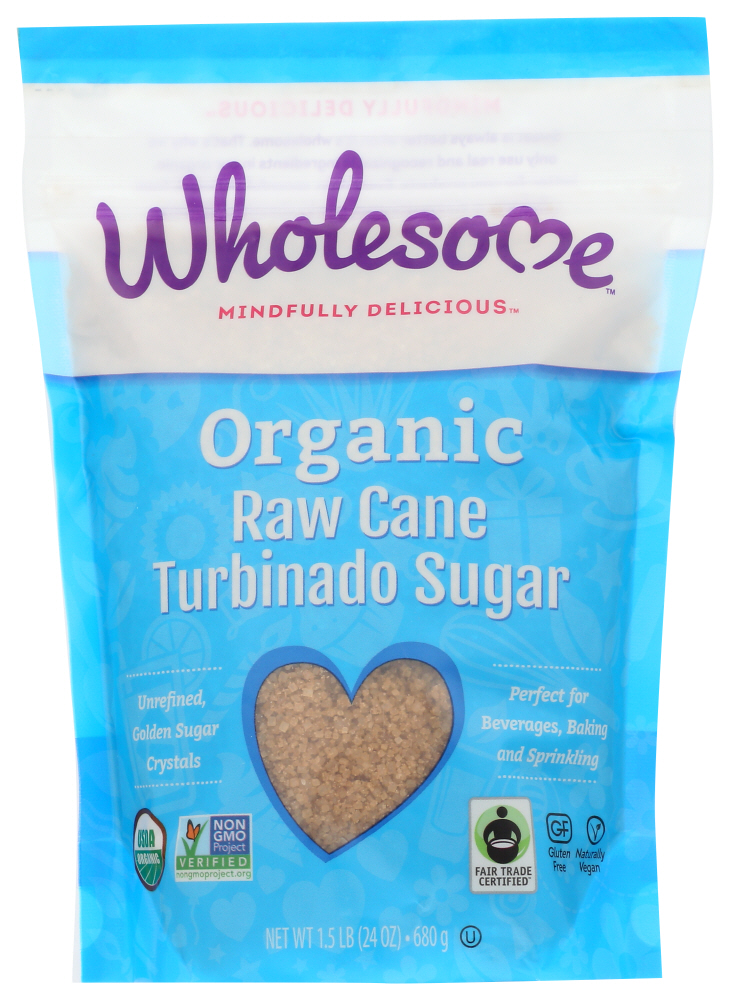 Wholesome™
MINDFULLY DELICIOUS™
Organic
Raw Cane
Turbinado Sugar
Unrefined,
Golden Sugar
Crystals
Perfect for
Beverages, Baking
and Sprinkling
USDA
ORGANIC
NON
GMO
Project
VERIFIED
nongmoproject.org
FAIR TRADE
CERTIFIED
GF
Gluten
Free
V
Naturally
Vegan
NET WT 1.5 LB (24 OZ) • 680 g U